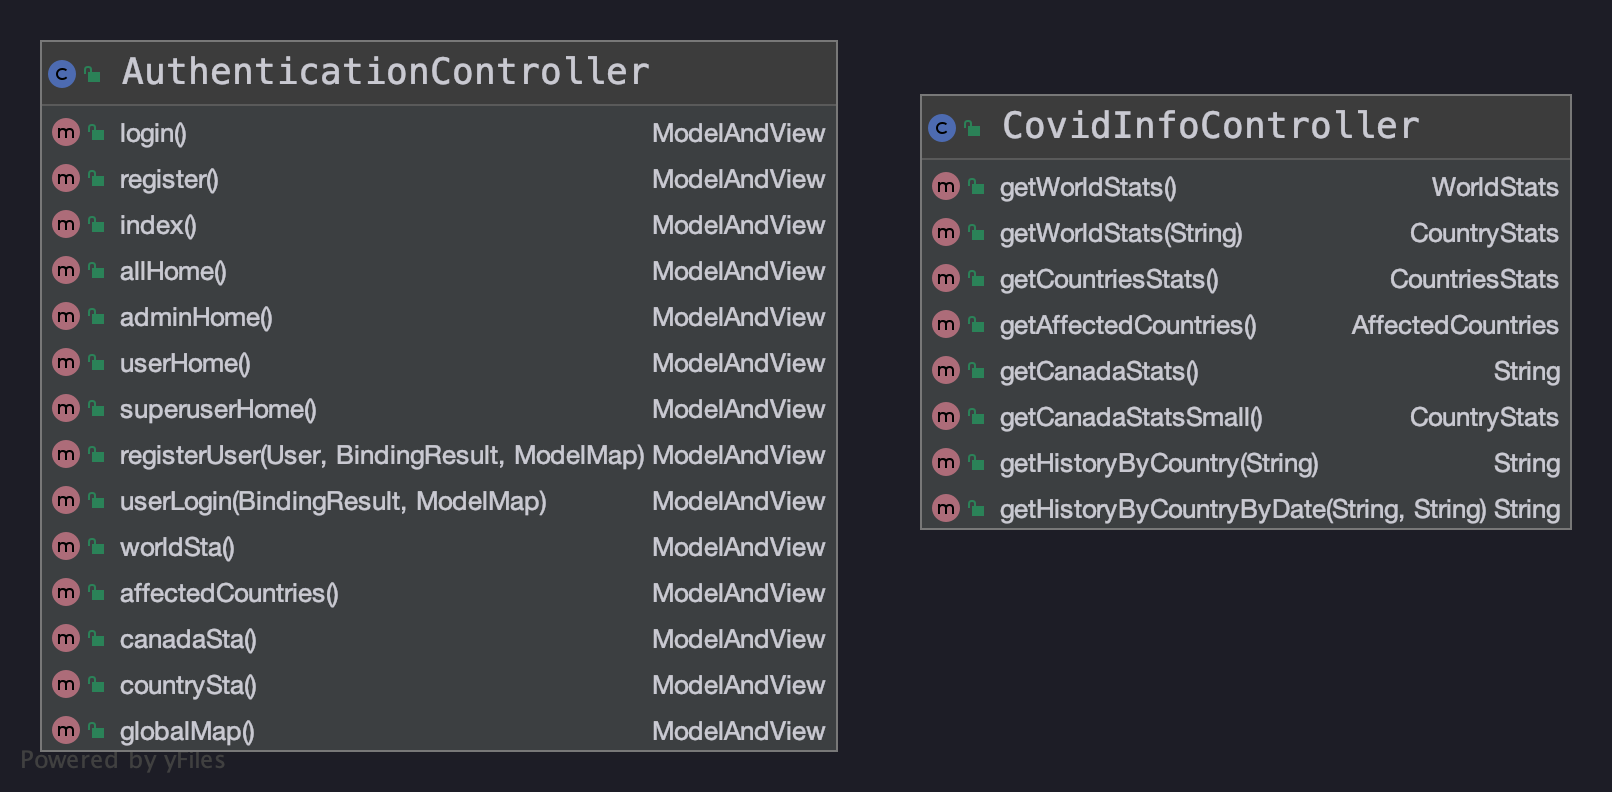 AuthenticationController
login() ModelAndView
register() ModelAndView
index() ModelAndView
allHome() ModelAndView
adminHome() ModelAndView
userHome() ModelAndView
superuserHome() ModelAndView
registerUser(User, BindingResult, ModelMap) ModelAndView
userLogin(BindingResult, ModelMap) ModelAndView
worldSta() ModelAndView
affectedCountries() ModelAndView
canadaSta() ModelAndView
countrySta() ModelAndView
globalMap() ModelAndView
Powered by yFiles
CovidInfoController
getWorldStats() WorldStats
getWorldStats(String) CountryStats
getCountriesStats() CountriesStats
getAffectedCountries() AffectedCountries
getCanadaStats() String
getCanadaStatsSmall() CountryStats
getHistoryByCountry(String) String
getHistoryByCountryByDate(String, String) String